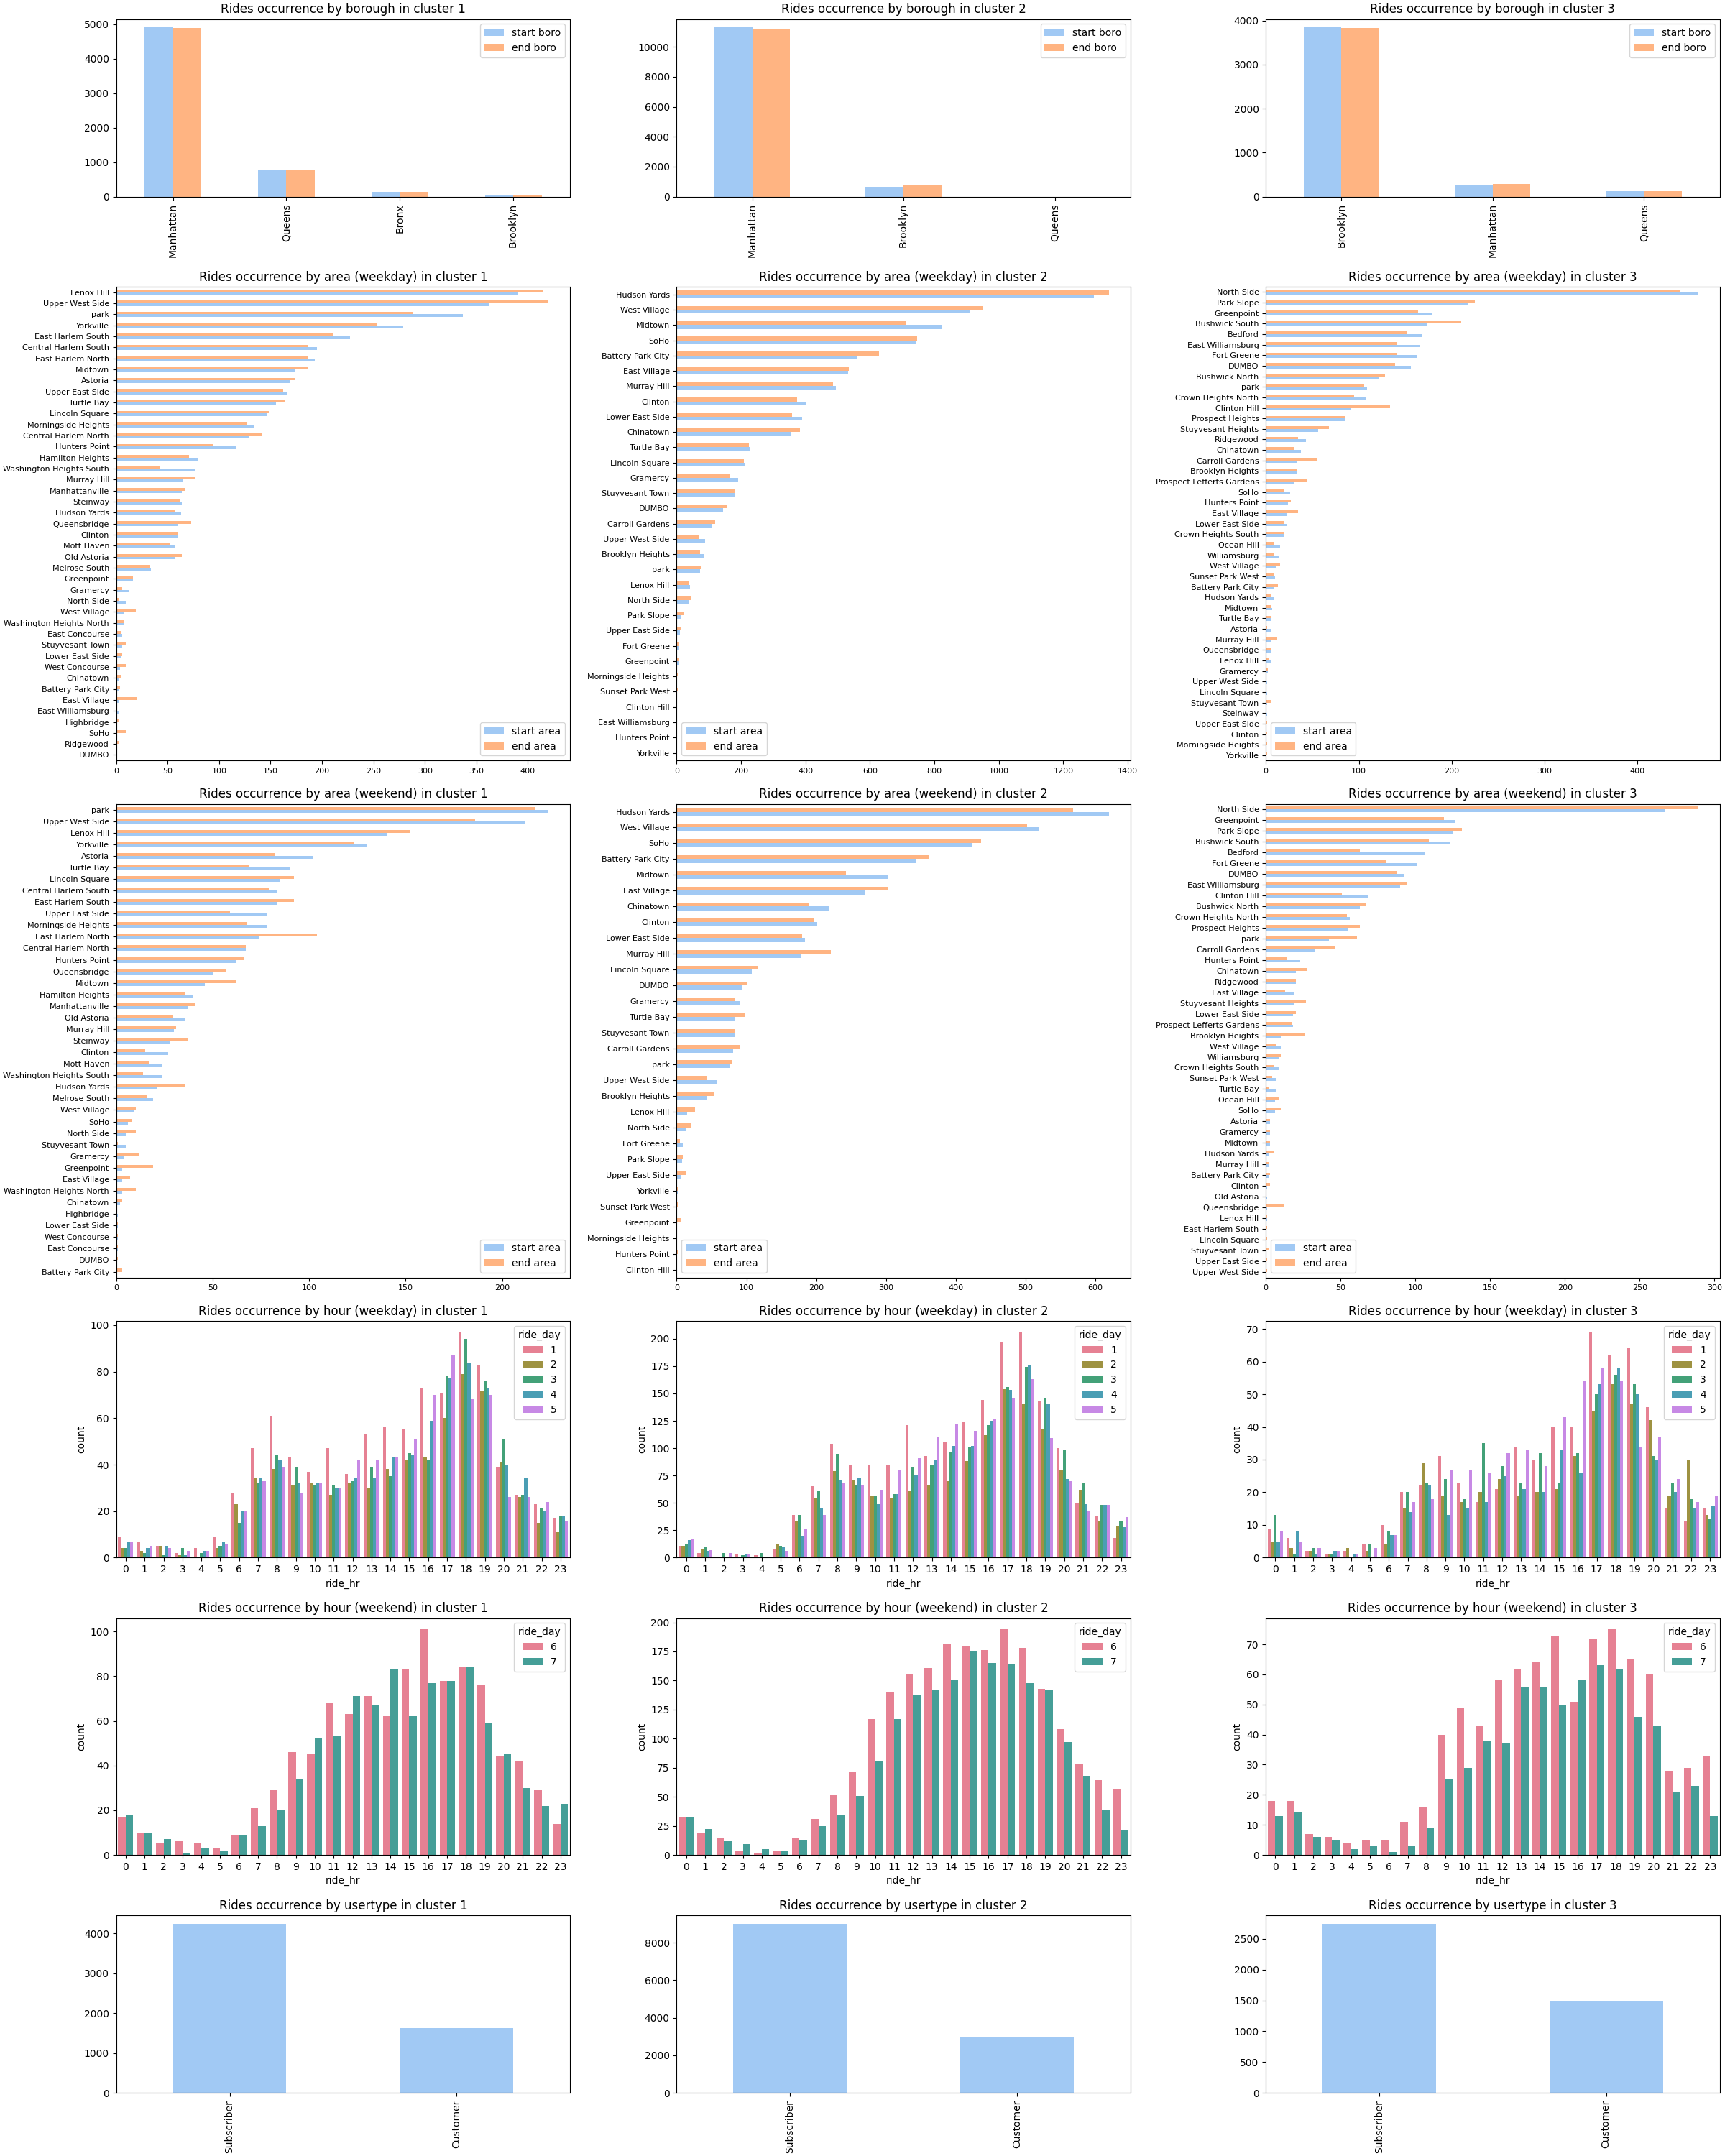 Rides occurrence by borough in cluster 1
5000
4000
3000
2000
1000
0
Manhattan
Queens
Bronx
Brooklyn
start boro
end boro
Rides occurrence by borough in cluster 2
10000
8000
6000
4000
2000
0
Manhattan
Brooklyn
Queens
start boro
end boro
Rides occurrence by borough in cluster 3
4000
3000
2000
1000
0
Brooklyn
Manhattan
Queens
start boro
end boro
Rides occurrence by area (weekday) in cluster 1
Lenox Hill
Upper West Side
park
Yorkville
East Harlem South
Central Harlem South
East Harlem North
Midtown
Astoria
Upper East Side
Turtle Bay
Lincoln Square
Morningside Heights
Central Harlem North
Hunters Point
Hamilton Heights
Washington Heights South
Murray Hill
Manhattanville
Steinway
Hudson Yards
Queensbridge
Clinton
Mott Haven
Old Astoria
Melrose South
Greenpoint
Gramercy
North Side
West Village
Washington Heights North
East Concourse
Stuyvesant Town
Lower East Side
West Concourse
Chinatown
Battery Park City
East Village
East Williamsburg
Highbridge
SoHo
Ridgewood
DUMBO
0 50 100 150 200 250 300 350 400
start area
end area
Rides occurrence by area (weekday) in cluster 2
Hudson Yards
West Village
Midtown
SoHo
Battery Park City
East Village
Murray Hill
Clinton
Lower East Side
Chinatown
Turtle Bay
Lincoln Square
Gramercy
Stuyvesant Town
DUMBO
Carroll Gardens
Upper West Side
Brooklyn Heights
park
Lenox Hill
North Side
Park Slope
Upper East Side
Fort Greene
Greenpoint
Morningside Heights
Sunset Park West
Clinton Hill
East Williamsburg
Hunters Point
Yorkville
0 200 400 600 800 1000 1200 1400
start area
end area
Rides occurrence by area (weekday) in cluster 3
North Side
Park Slope
Greenpoint
Bushwick South
Bedford
East Williamsburg
Fort Greene
DUMBO
Bushwick North
park
Crown Heights North
Clinton Hill
Prospect Heights
Stuyvesant Heights
Ridgewood
Chinatown
Carroll Gardens
Brooklyn Heights
Prospect Lefferts Gardens
SoHo
Hunters Point
East Village
Lower East Side
Crown Heights South
Ocean Hill
Williamsburg
West Village
Sunset Park West
Battery Park City
Hudson Yards
Midtown
Turtle Bay
Astoria
Murray Hill
Queensbridge
Lenox Hill
Gramercy
Upper West Side
Lincoln Square
Stuyvesant Town
Steinway
Upper East Side
Clinton
Morningside Heights
Yorkville
0 100 200 300 400
start area
end area
Rides occurrence by area (weekend) in cluster 1
park
Upper West Side
Lenox Hill
Yorkville
Astoria
Turtle Bay
Lincoln Square
Central Harlem South
East Harlem South
Upper East Side
Morningside Heights
East Harlem North
Central Harlem North
Hunters Point
Queensbridge
Midtown
Hamilton Heights
Manhattanville
Old Astoria
Murray Hill
Steinway
Clinton
Mott Haven
Washington Heights South
Hudson Yards
Melrose South
West Village
SoHo
North Side
Stuyvesant Town
Gramercy
Greenpoint
East Village
Washington Heights North
Chinatown
Highbridge
Lower East Side
West Concourse
East Concourse
DUMBO
Battery Park City
0 50 100 150 200
start area
end area
Rides occurrence by area (weekend) in cluster 2
Hudson Yards
West Village
SoHo
Battery Park City
Midtown
East Village
Chinatown
Clinton
Lower East Side
Murray Hill
Lincoln Square
DUMBO
Gramercy
Turtle Bay
Stuyvesant Town
Carroll Gardens
park
Upper West Side
Brooklyn Heights
Lenox Hill
North Side
Fort Greene
Park Slope
Upper East Side
Yorkville
Sunset Park West
Greenpoint
Morningside Heights
Hunters Point
Clinton Hill
0 100 200 300 400 500 600
start area
end area
Rides occurrence by area (weekend) in cluster 3
North Side
Greenpoint
Park Slope
Bushwick South
Bedford
Fort Greene
DUMBO
East Williamsburg
Clinton Hill
Bushwick North
Crown Heights North
Prospect Heights
park
Carroll Gardens
Hunters Point
Chinatown
Ridgewood
East Village
Stuyvesant Heights
Lower East Side
Prospect Lefferts Gardens
Brooklyn Heights
West Village
Williamsburg
Crown Heights South
Sunset Park West
Turtle Bay
Ocean Hill
SoHo
Astoria
Gramercy
Midtown
Hudson Yards
Murray Hill
Battery Park City
Clinton
Old Astoria
Queensbridge
Lenox Hill
East Harlem South
Lincoln Square
Stuyvesant Town
Upper East Side
Upper West Side
0 50 100 150 200 250 300
start area
end area
Rides occurrence by hour (weekday) in cluster 1
100
80
60
40
20
0
count
0 1 2 3 4 5 6 7 8 9 10 11 12 13 14 15 16 17 18 19 20 21 22 23
ride_hr
ride_day
1
2
3
4
5
Rides occurrence by hour (weekday) in cluster 2
200
175
150
125
100
75
50
25
0
count
0 1 2 3 4 5 6 7 8 9 10 11 12 13 14 15 16 17 18 19 20 21 22 23
ride_hr
ride_day
1
2
3
4
5
Rides occurrence by hour (weekday) in cluster 3
70
60
50
40
30
20
10
0
count
0 1 2 3 4 5 6 7 8 9 10 11 12 13 14 15 16 17 18 19 20 21 22 23
ride_hr
ride_day
1
2
3
4
5
Rides occurrence by hour (weekend) in cluster 1
100
80
60
40
20
0
count
0 1 2 3 4 5 6 7 8 9 10 11 12 13 14 15 16 17 18 19 20 21 22 23
ride_hr
ride_day
6
7
Rides occurrence by hour (weekend) in cluster 2
200
175
150
125
100
75
50
25
0
count
0 1 2 3 4 5 6 7 8 9 10 11 12 13 14 15 16 17 18 19 20 21 22 23
ride_hr
ride_day
6
7
Rides occurrence by hour (weekend) in cluster 3
70
60
50
40
30
20
10
0
count
0 1 2 3 4 5 6 7 8 9 10 11 12 13 14 15 16 17 18 19 20 21 22 23
ride_hr
ride_day
6
7
Rides occurrence by usertype in cluster 1
4000
3000
2000
1000
0
Subscriber
Customer
Rides occurrence by usertype in cluster 2
8000
6000
4000
2000
0
Subscriber
Customer
Rides occurrence by usertype in cluster 3
2500
2000
1500
1000
500
0
Subscriber
Customer